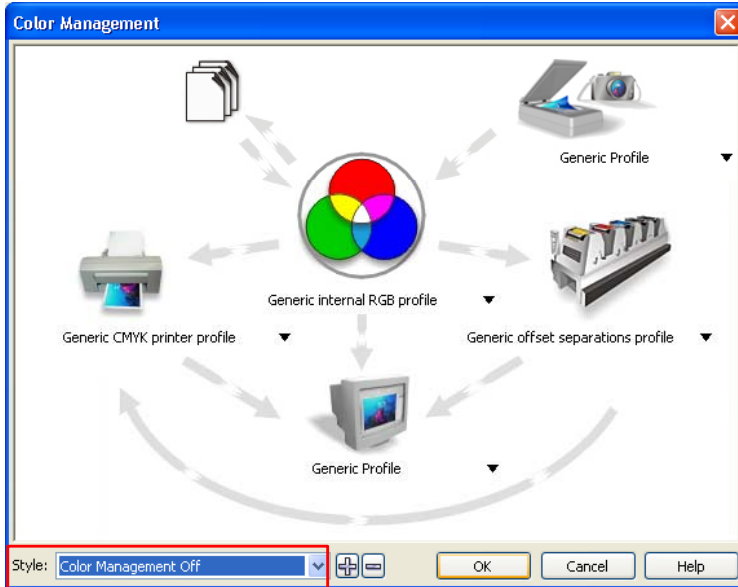 Color Management
Generic Profile
Generic internal RGB profile
Generic CMYK printer profile
Generic offset separations profile
Generic Profile
Style: Color Management Off
OK
Cancel
Help